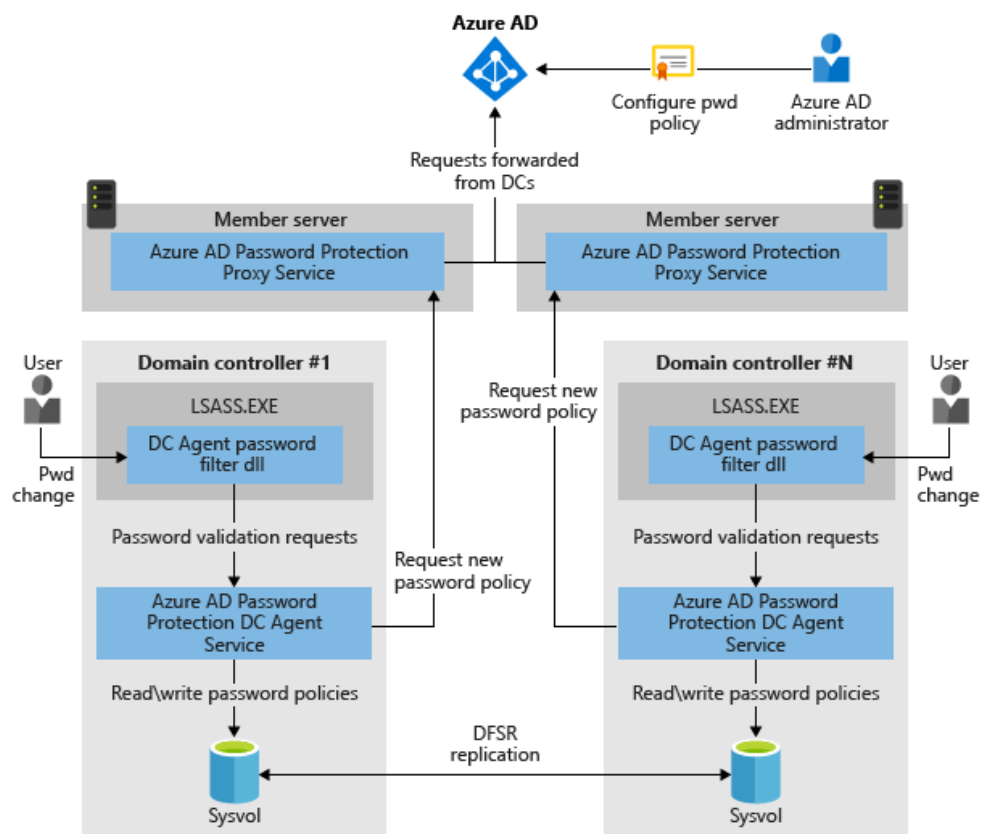 Azure AD
Configure pwd
policy
Azure AD
administrator
Requests forwarded
from DCs
Member server
Azure AD Password Protection
Proxy Service
Member server
Azure AD Password Protection
Proxy Service
User
Pwd
change
Domain controller #1
LSASS.EXE
DC Agent password
filter dll
Password validation requests
Request new
password policy
Azure AD Password
Protection DC Agent
Service
Read\write password policies
Sysvol
DFSR
replication
Domain controller #N
LSASS.EXE
DC Agent password
filter dll
User
Pwd
change
Request new
password policy
Password validation requests
Azure AD Password
Protection DC Agent
Service
Read\write password policies
Sysvol